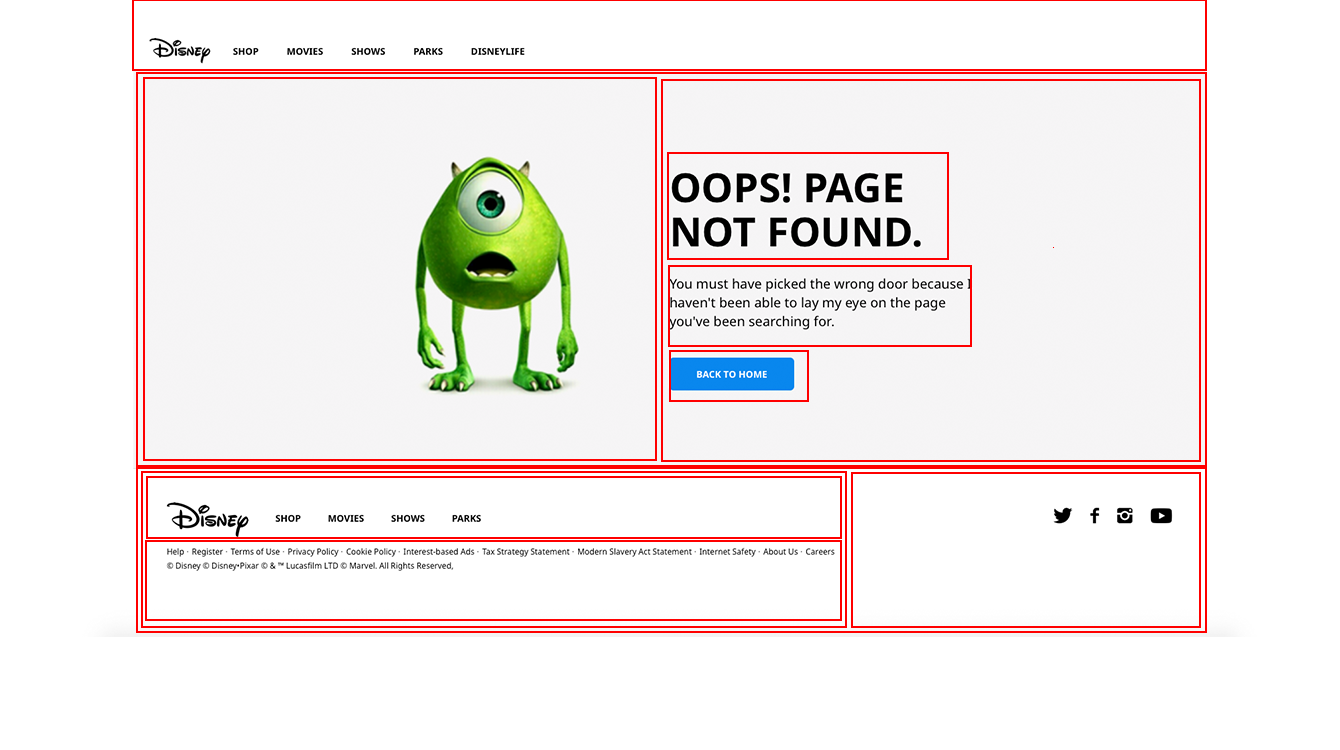 Disney SHOP MOVIES SHOWS PARKS DISNEYLIFE
OOPS! PAGE
NOT FOUND.
You must have picked the wrong door because I
haven't been able to lay my eye on the page
you've been searching for.
BACK TO HOME
Disney SHOP MOVIES SHOWS PARKS
Help · Register · Terms of Use · Privacy Policy · Cookie Policy · Interest-based Ads · Tax Strategy Statement · Modern Slavery Act Statement · Internet Safety · About Us · Careers
© Disney © Disney•Pixar © & ™ Lucasfilm LTD © Marvel. All Rights Reserved,